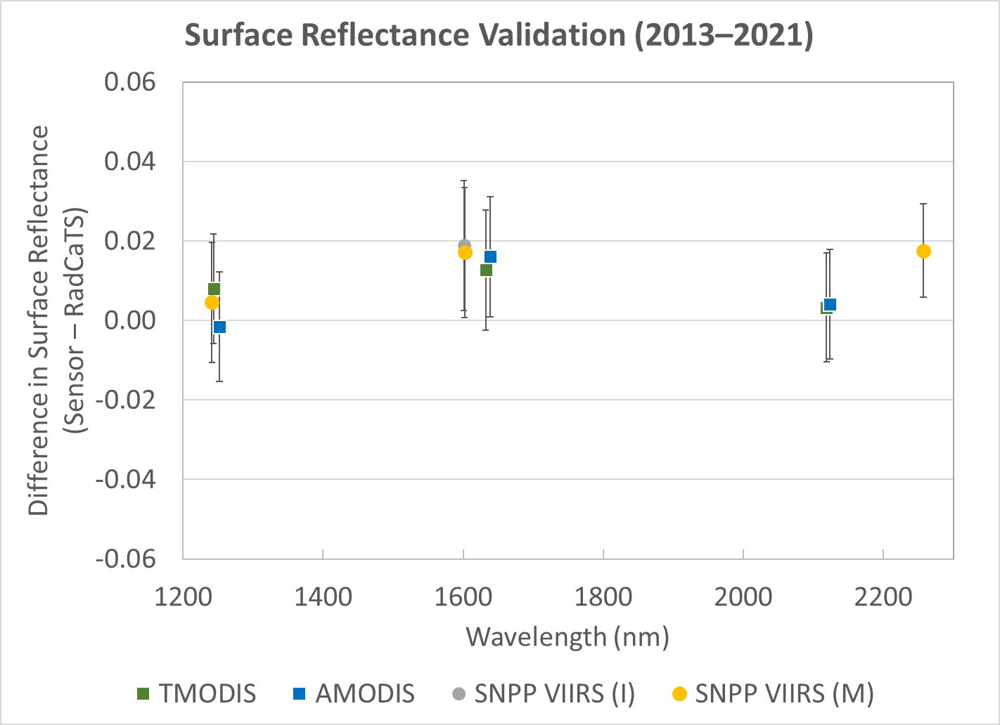 Surface Reflectance Validation (2013–2021)
Difference in Surface Reflectance
(Sensor – RadCaTS)
0.06
0.04
0.02
0.00
-0.02
-0.04
-0.06
1200 1400 1600 1800 2000 2200
Wavelength (nm)
TMODIS AMODIS SNPP VIIRS (I) SNPP VIIRS (M)